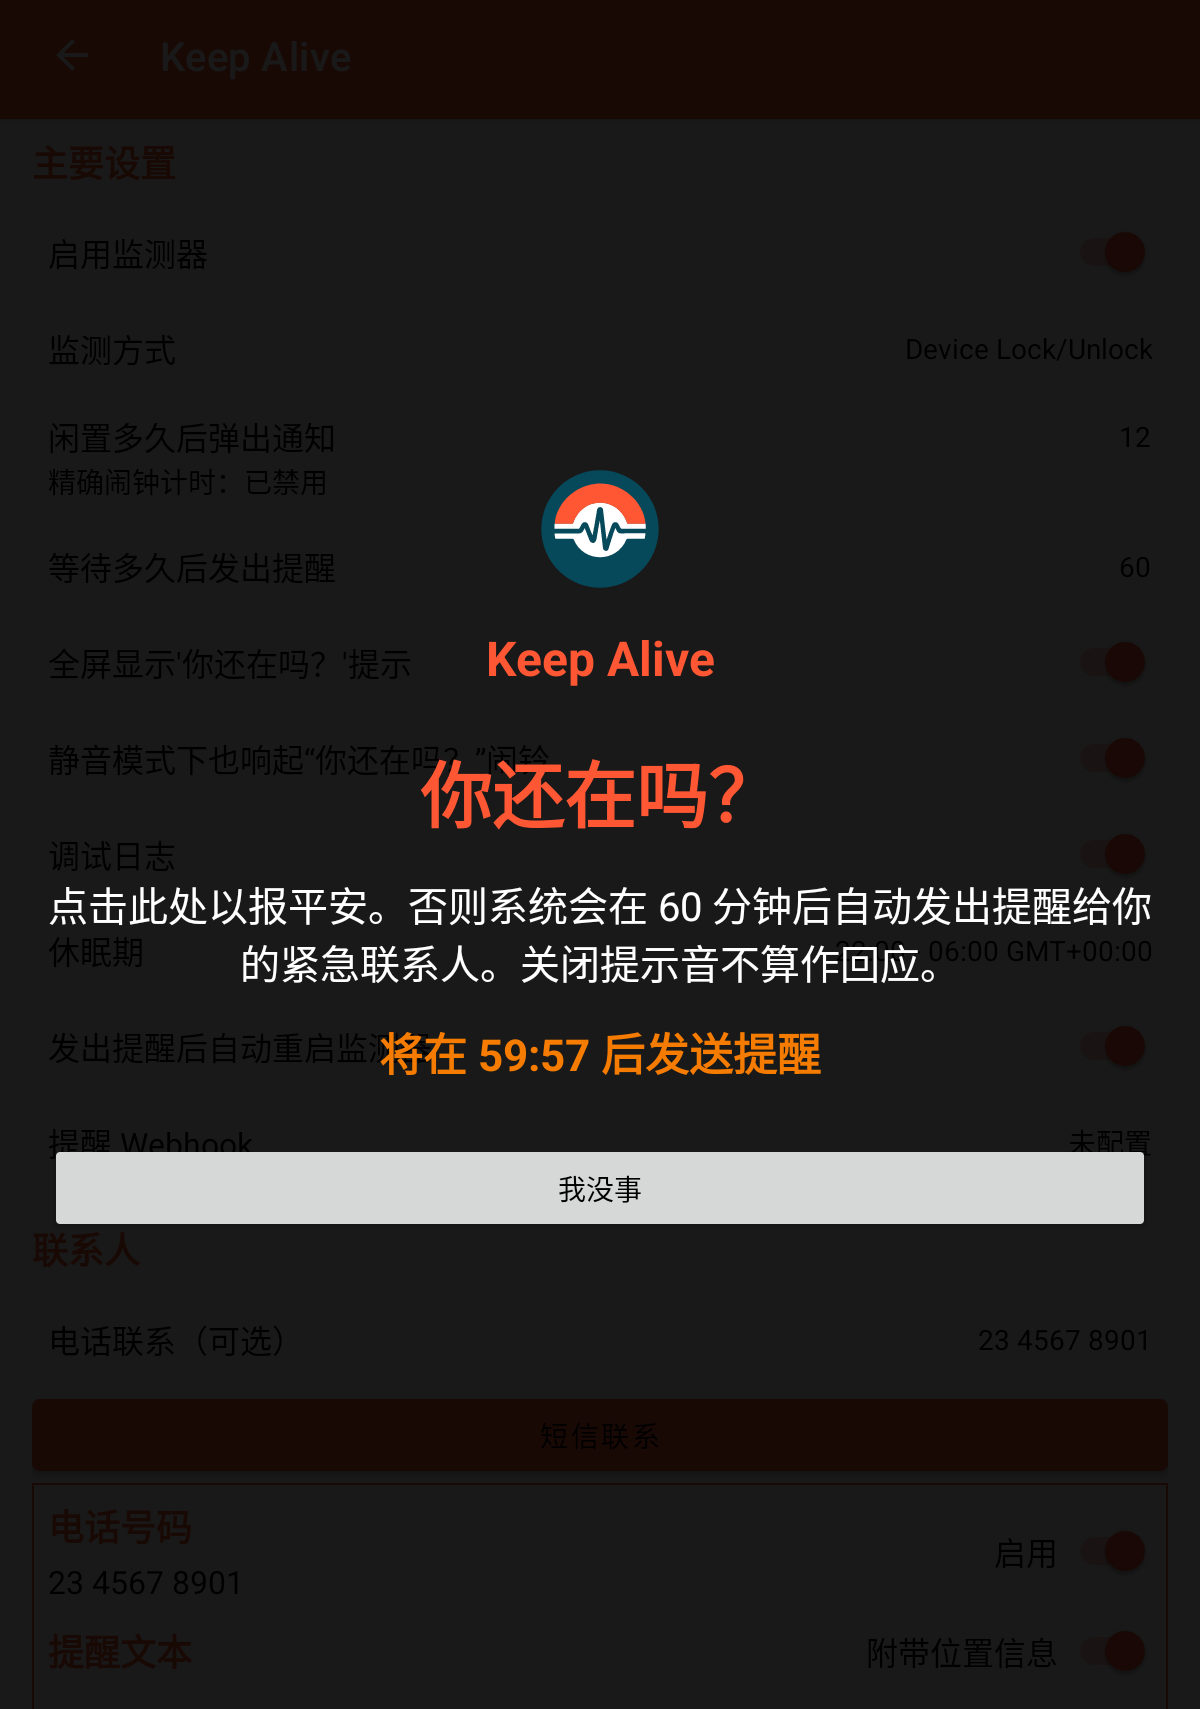 Keep Alive
主要设置
启用监测器
监测方式 Device Lock/Unlock
闲置多久后弹出通知 12
精确闹钟计时：已禁用
等待多久后发出提醒 60
全屏显示'你还在吗？'提示
Keep Alive
静音模式下也响起“你还在吗？”闹铃
你还在吗？
调试日志
点击此处以报平安。否则系统会在 60 分钟后自动发出提醒给你
的紧急联系人。关闭提示音不算作回应。
休眠期 06:00 GMT+00:00
发出提醒后自动重启监测器
将在 59:57 后发送提醒
提醒 Webhook 未配置
我没事
联系人
电话联系（可选） 23 4567 8901
短信联系
电话号码
启用
23 4567 8901
提醒文本
附带位置信息